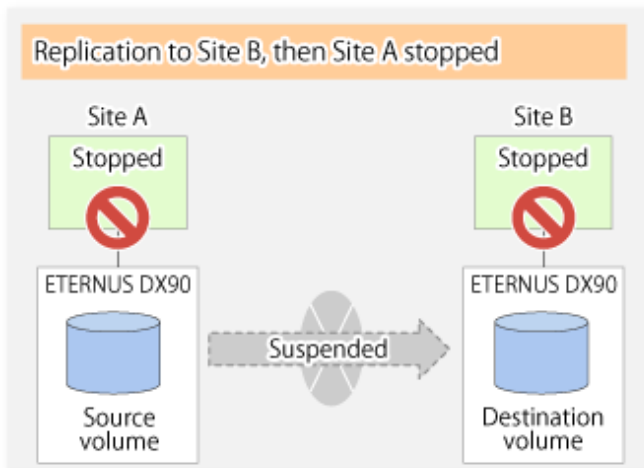 Replication to Site B, then Site A stopped
Site A
Site B
Stopped
Stopped
ETERNUS DX90
ETERNUS DX90
Suspended
Source
volume
Destination
volume